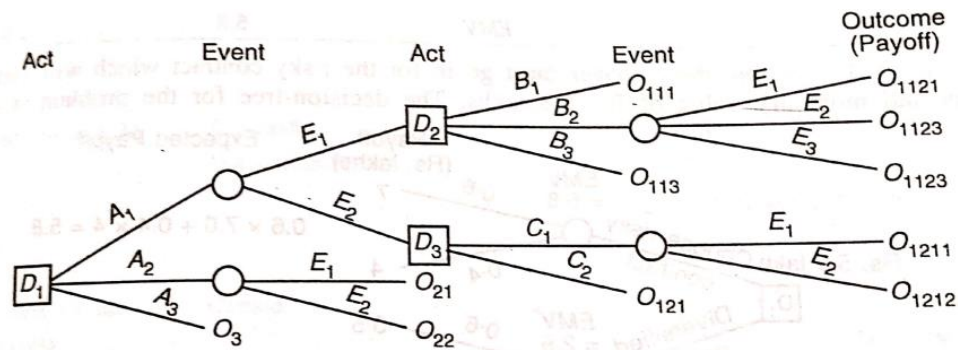 Outcome
(Payoff)
Act Event Act Event
B₁ O₁₁₁ E₁ O₁₁₂₁
E₁ D₂ B₂ E₂ O₁₁₂₃
B₃ O₁₁₃ E₃ O₁₁₂₃
A₁ E₂ D₃ C₁ E₁ O₁₂₁₁
C₂ O₁₂₁ E₂ O₁₂₁₂
D₁ A₂ E₁ O₂₁
A₃ O₃ E₂ O₂₂